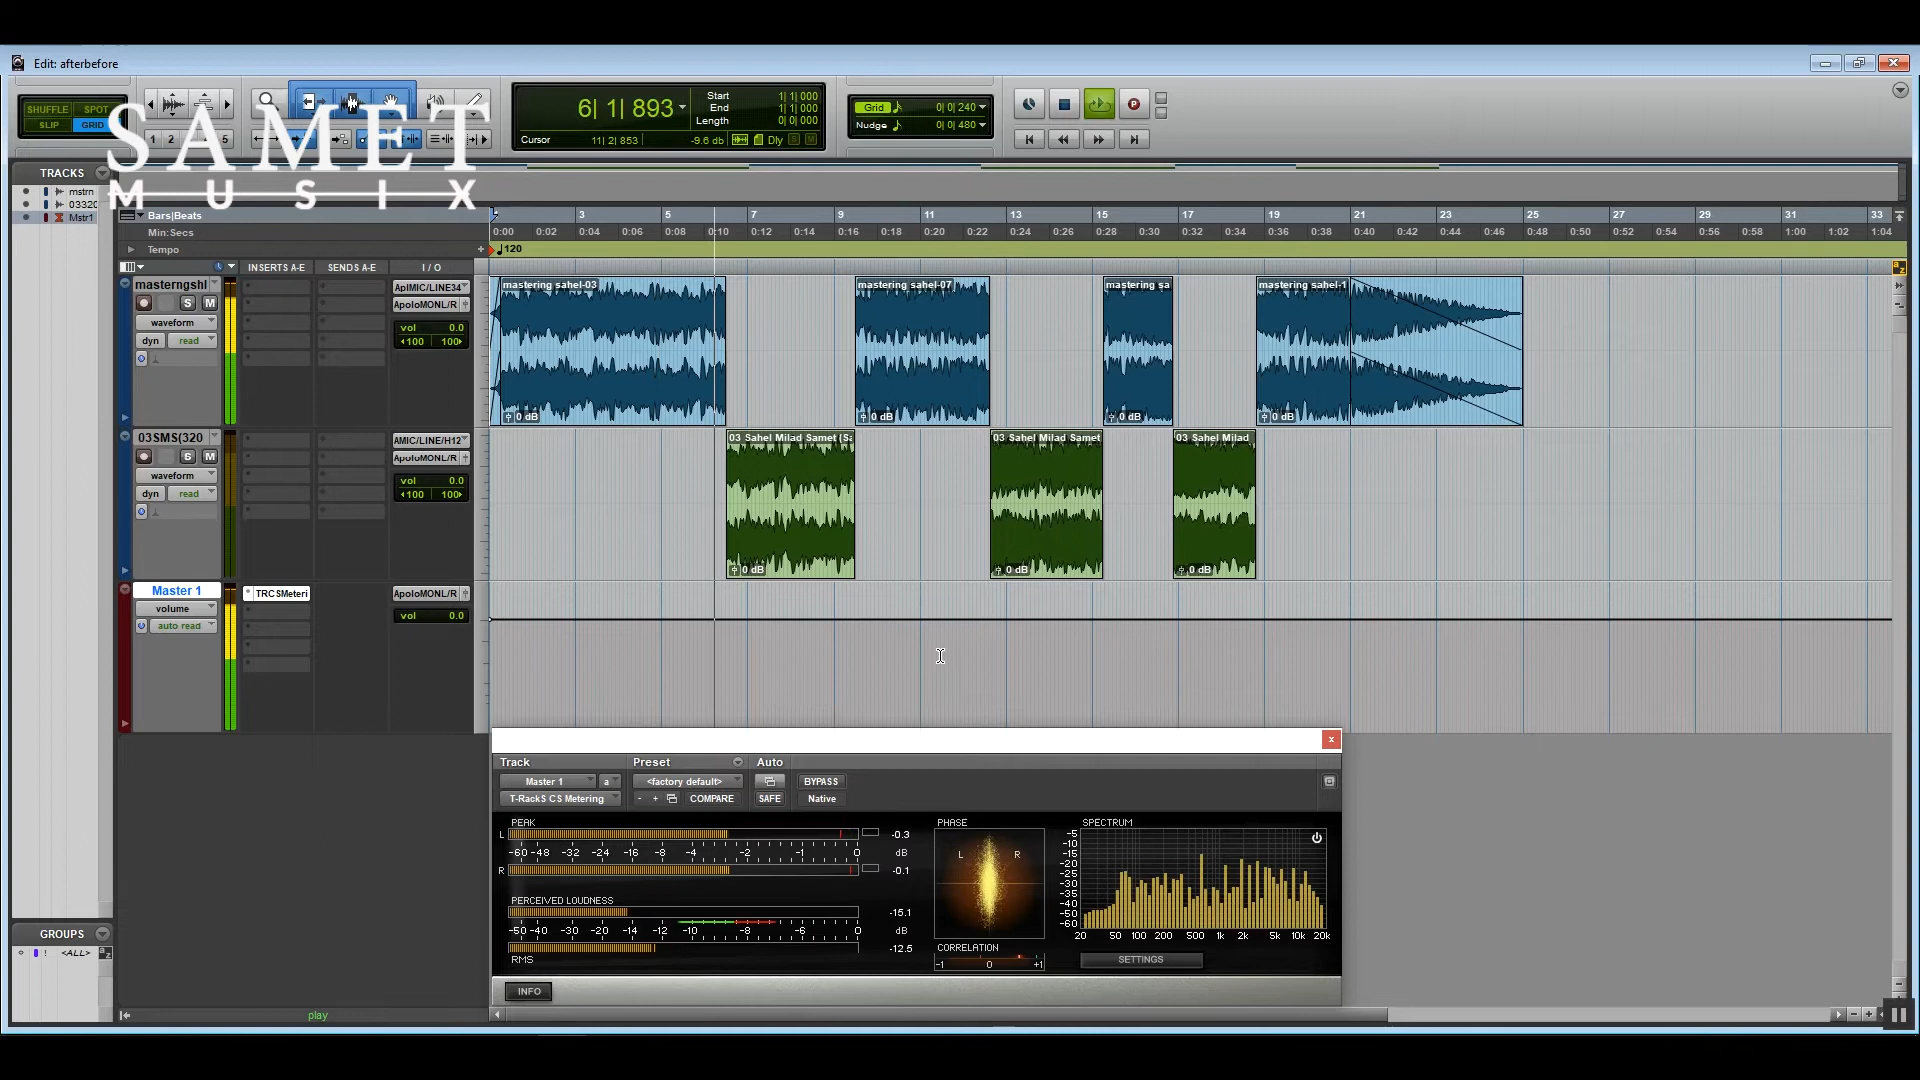 Edit: afterbefore
SHUFFLE SPOT
SLIP GRID
1 2 5
6| 1| 893
Start 1| 1| 000
End 1| 1| 000
Length 0| 0| 000
Cursor 11| 2| 853 -9.6 db Dly S M
Grid 0| 0| 240
Nudge 0| 0| 480
SAMET
MUSIX
TRACKS
mstrn
03320
Mstr1
Bars|Beats 3 5 7 9 11 13 15 17 19 21 23 25 27 29 31 33
Min:Secs 0:00 0:02 0:04 0:06 0:08 0:10 0:12 0:14 0:16 0:18 0:20 0:22 0:24 0:26 0:28 0:30 0:32 0:34 0:36 0:38 0:40 0:42 0:44 0:46 0:48 0:50 0:52 0:54 0:56 0:58 1:00 1:02 1:04
Tempo 120
INSERTS A-E SENDS A-E I / O
masterngshl
S M
waveform
dyn read
ApIMIC/LINE34
ApoloMONL/R
vol 0.0
100 100
mastering sahel-03 mastering sahel-07 mastering sa mastering sahel-1
0 dB 0 dB 0 dB 0 dB
03SMS(320
S M
waveform
dyn read
AMIC/LINE/H12
ApoloMONL/R
vol 0.0
100 100
03 Sahel Milad Samet (Sa 03 Sahel Milad Samet 03 Sahel Milad
0 dB 0 dB 0 dB
Master 1
volume
auto read
TRCSMeteri
ApoloMONL/R
vol 0.0
Track Preset Auto
Master 1 a <factory default> BYPASS
T-RackS CS Metering - + COMPARE SAFE Native
PEAK
L -0.3
-60 -48 -32 -24 -16 -8 -4 -2 -1 0 dB
R -0.1
PERCEIVED LOUDNESS
-15.1
-50 -40 -30 -20 -14 -12 -10 -8 -6 0 dB
-12.5
RMS
PHASE
L R
CORRELATION
-1 0 +1
SPECTRUM
-5
-10
-15
-20
-25
-30
-35
-40
-45
-50
-60
20 50 100 200 500 1k 2k 5k 10k 20k
SETTINGS
INFO
GROUPS
! <ALL>
play